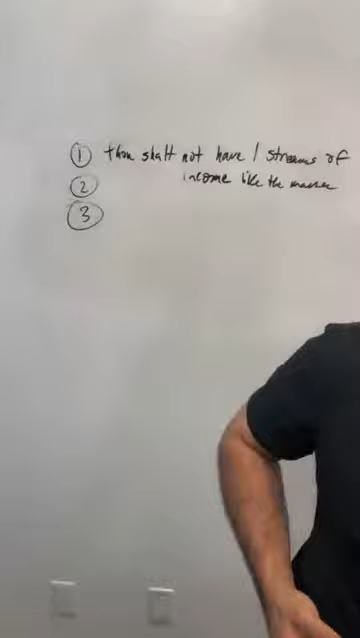 ① thou shalt not have 1 streams of
income like the masses
②
③